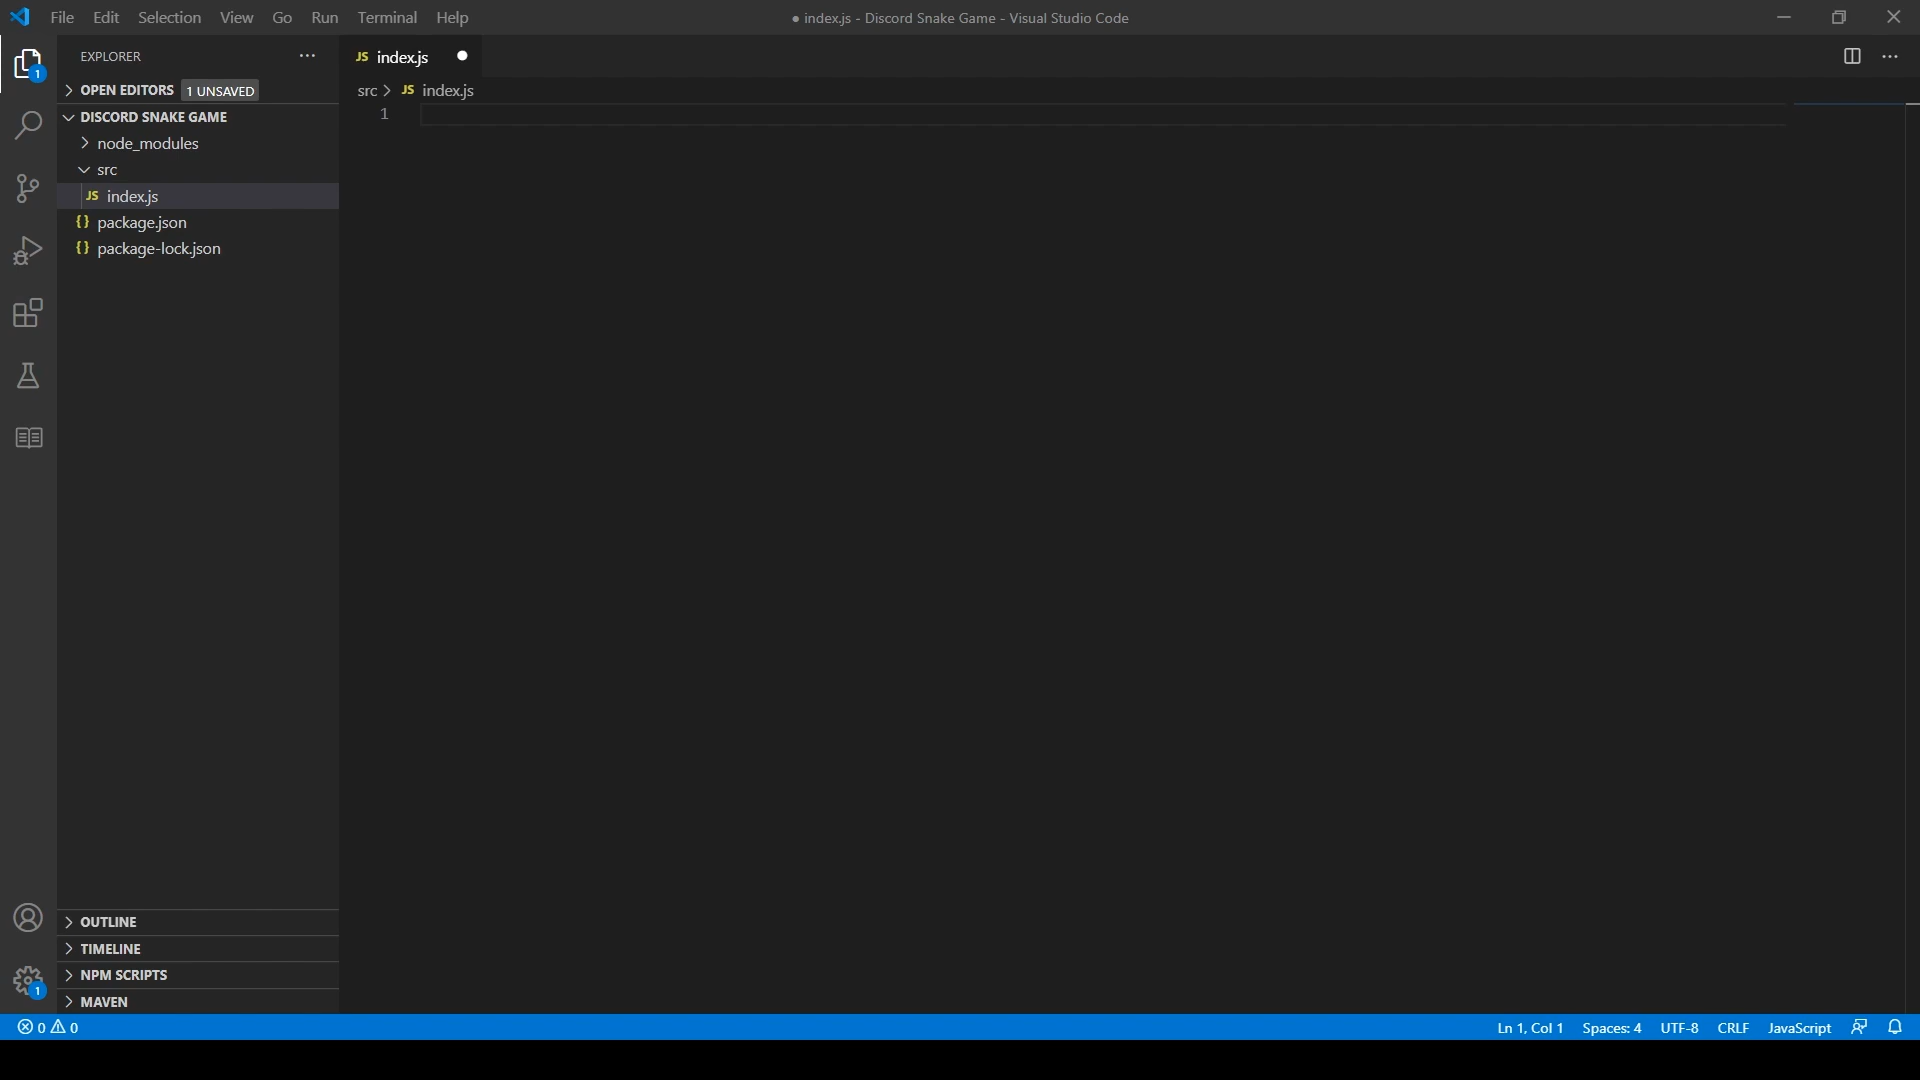 File Edit Selection View Go Run Terminal Help
● index.js - Discord Snake Game - Visual Studio Code
EXPLORER
JS index.js
OPEN EDITORS 1 UNSAVED
src > JS index.js
DISCORD SNAKE GAME
1
node_modules
src
JS index.js
{} package.json
{} package-lock.json
1
OUTLINE
TIMELINE
NPM SCRIPTS
1
MAVEN
0 0
Ln 1, Col 1 Spaces: 4 UTF-8 CRLF JavaScript